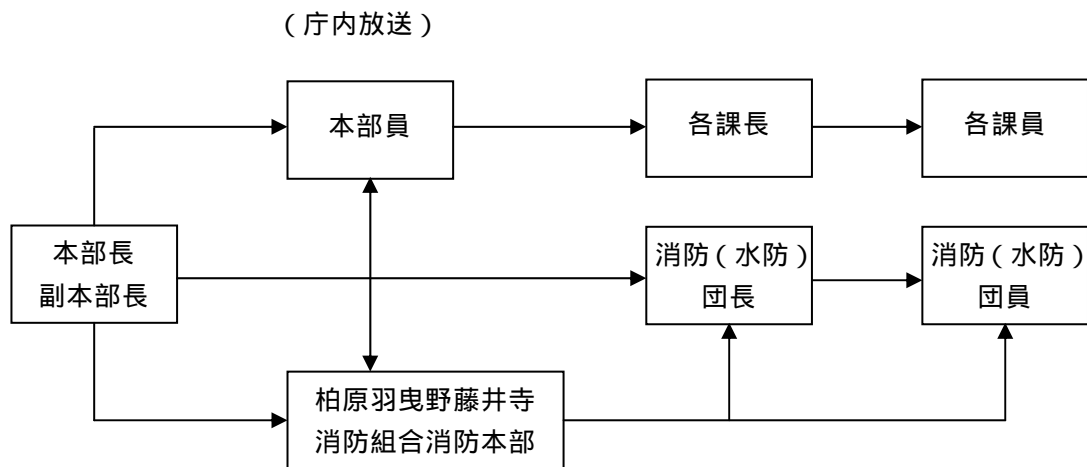 （庁内放送）
本部員
各課長
各課員
本部長
副本部長
消防（水防）
団長
消防（水防）
団員
柏原羽曳野藤井寺
消防組合消防本部